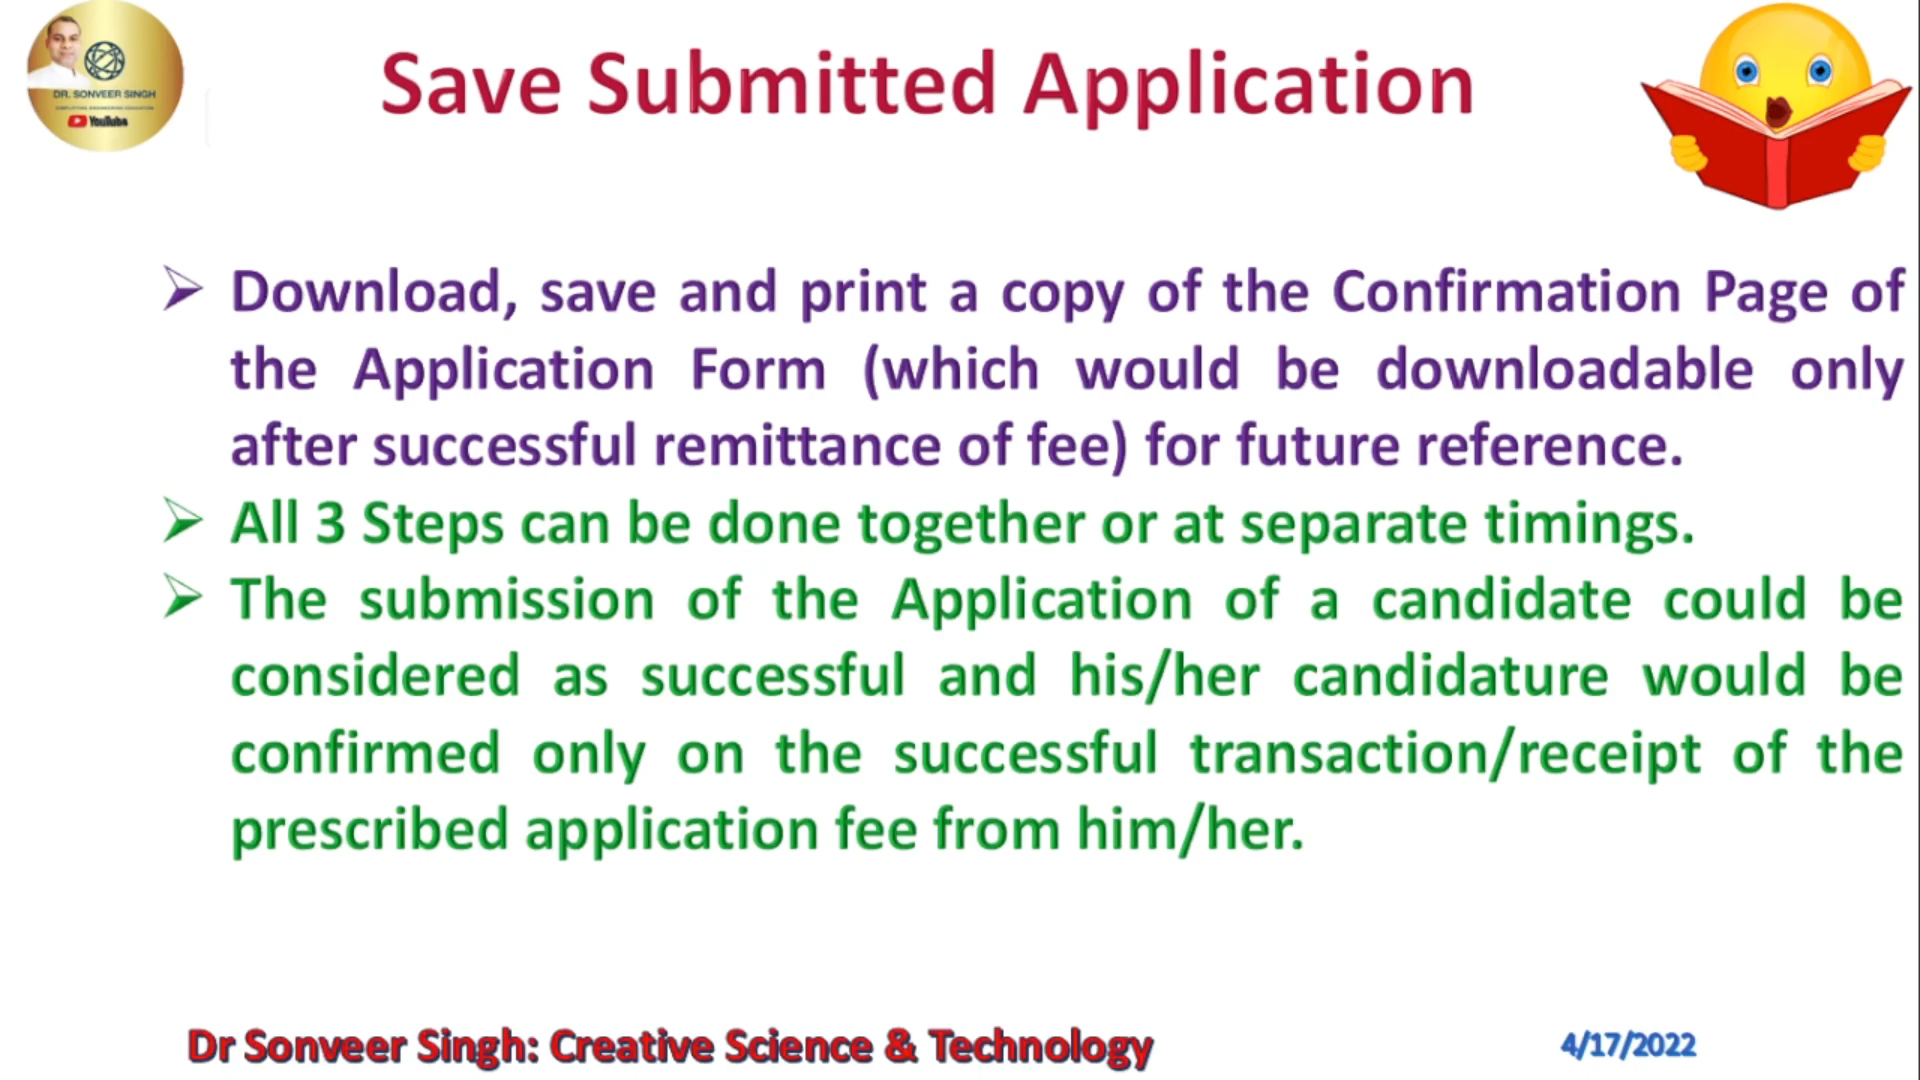 DR. SONVEER SINGH
YouTube
Save Submitted Application
➢ Download, save and print a copy of the Confirmation Page of
the Application Form (which would be downloadable only
after successful remittance of fee) for future reference.
➢ All 3 Steps can be done together or at separate timings.
➢ The submission of the Application of a candidate could be
considered as successful and his/her candidature would be
confirmed only on the successful transaction/receipt of the
prescribed application fee from him/her.
Dr Sonveer Singh: Creative Science & Technology
4/17/2022